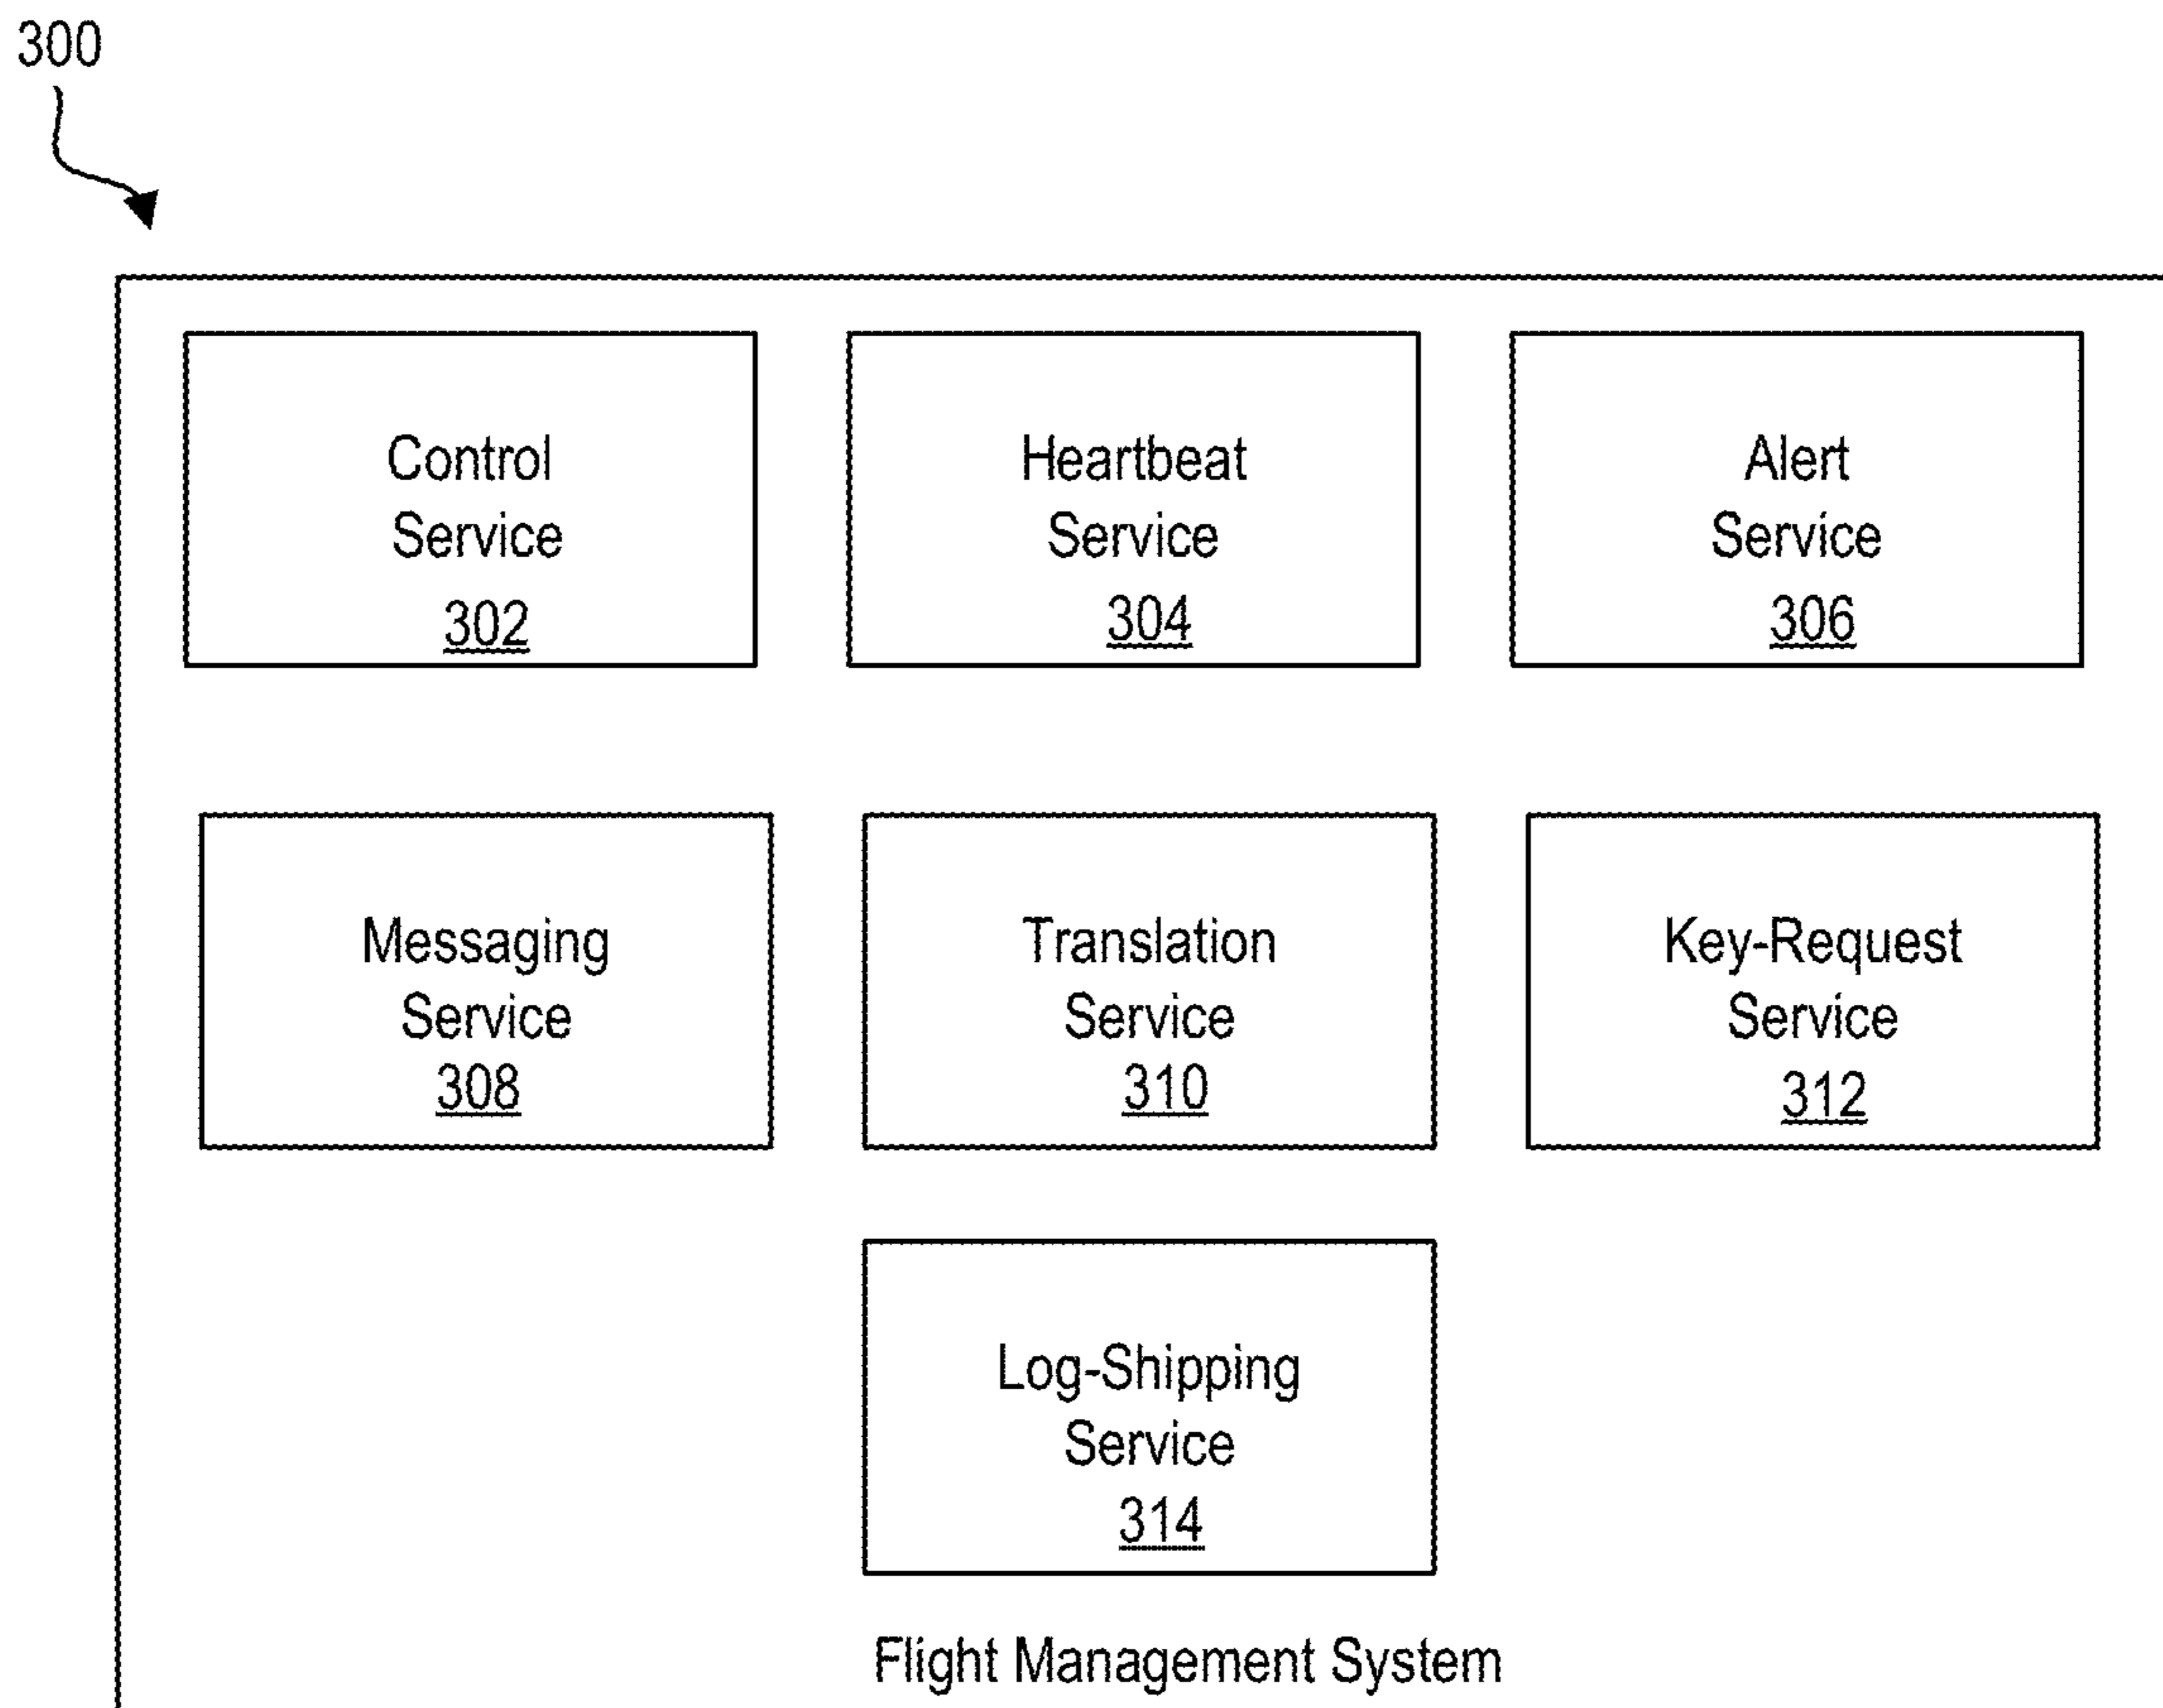 300
Control
Service
302
Heartbeat
Service
304
Alert
Service
306
Messaging
Service
308
Translation
Service
310
Key-Request
Service
312
Log-Shipping
Service
314
Flight Management System